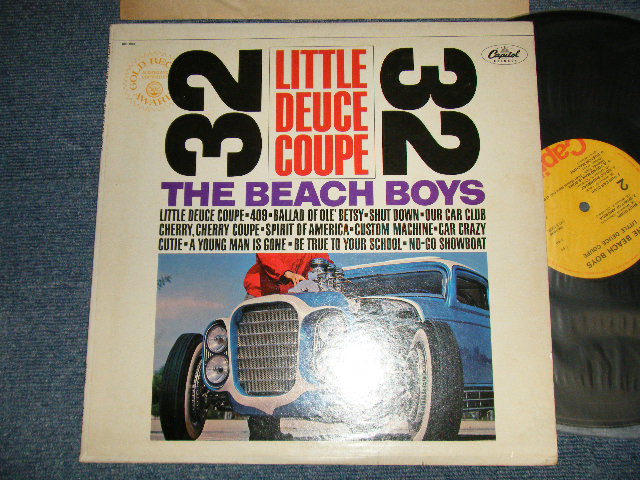 GOLD RECORD
AWARD
32
LITTLE
DEUCE
COUPE
32
Capitol
RECORDS
THE BEACH BOYS
LITTLE DEUCE COUPE • 409 • BALLAD OF OLE' BETSY • SHUT DOWN • OUR CAR CLUB
CHERRY, CHERRY COUPE • SPIRIT OF AMERICA • CUSTOM MACHINE • CAR CRAZY
CUTIE • A YOUNG MAN IS GONE • BE TRUE TO YOUR SCHOOL • NO-GO SHOWBOAT
Capi
2
THE BEACH BOYS
LITTLE DEUCE COUPE